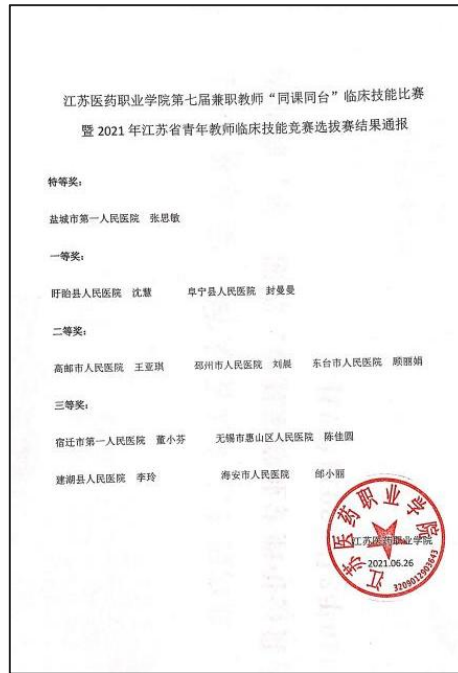 江苏医药职业学院第七届兼职教师“同课同台”临床技能比赛
暨 2021 年江苏省青年教师临床技能竞赛选拔赛结果通报
特等奖：
盐城市第一人民医院 张思敏
一等奖：
盱眙县人民医院 沈慧 阜宁县人民医院 封曼曼
二等奖：
高邮市人民医院 王亚琪 邳州市人民医院 刘晨 东台市人民医院 顾丽娟
三等奖：
宿迁市第一人民医院 董小芬 无锡市惠山区人民医院 陈佳圆
建湖县人民医院 李玲 海安市人民医院 邰小丽
江苏医药职业学院
2021.06.26
江苏医药职业学院
3209012903643